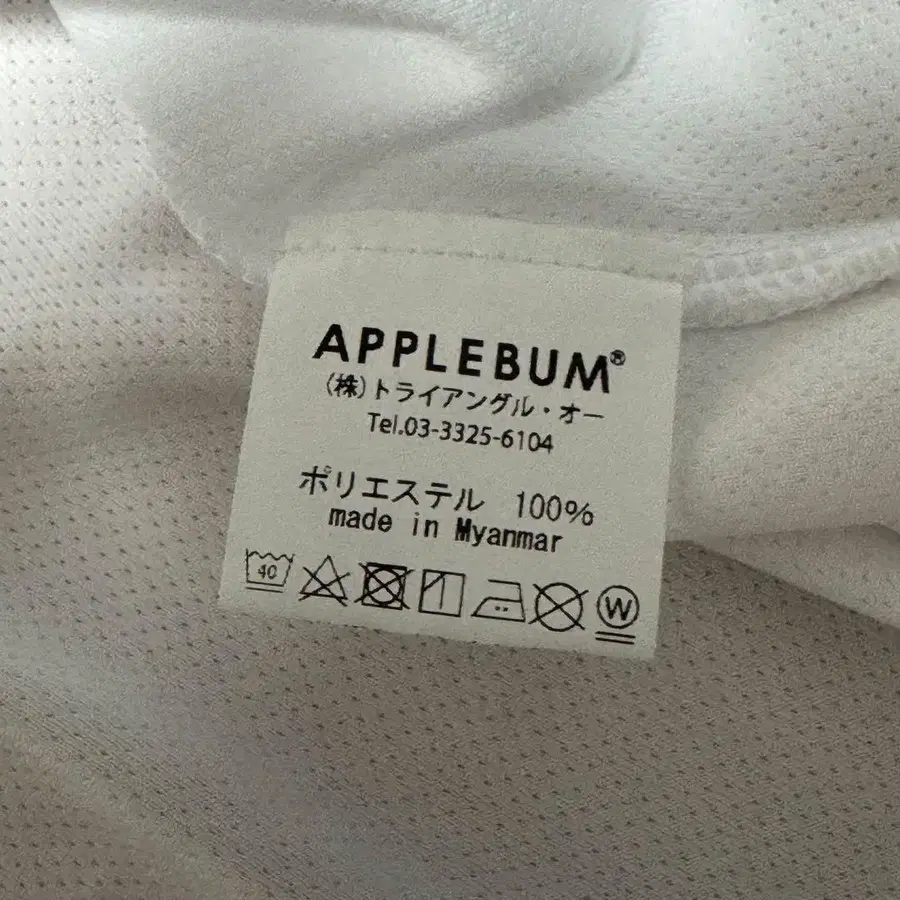 APPLEBUM®
(株)トライアングル・オー
Tel.03-3325-6104
ポリエステル 100%
made in Myanmar
40 W